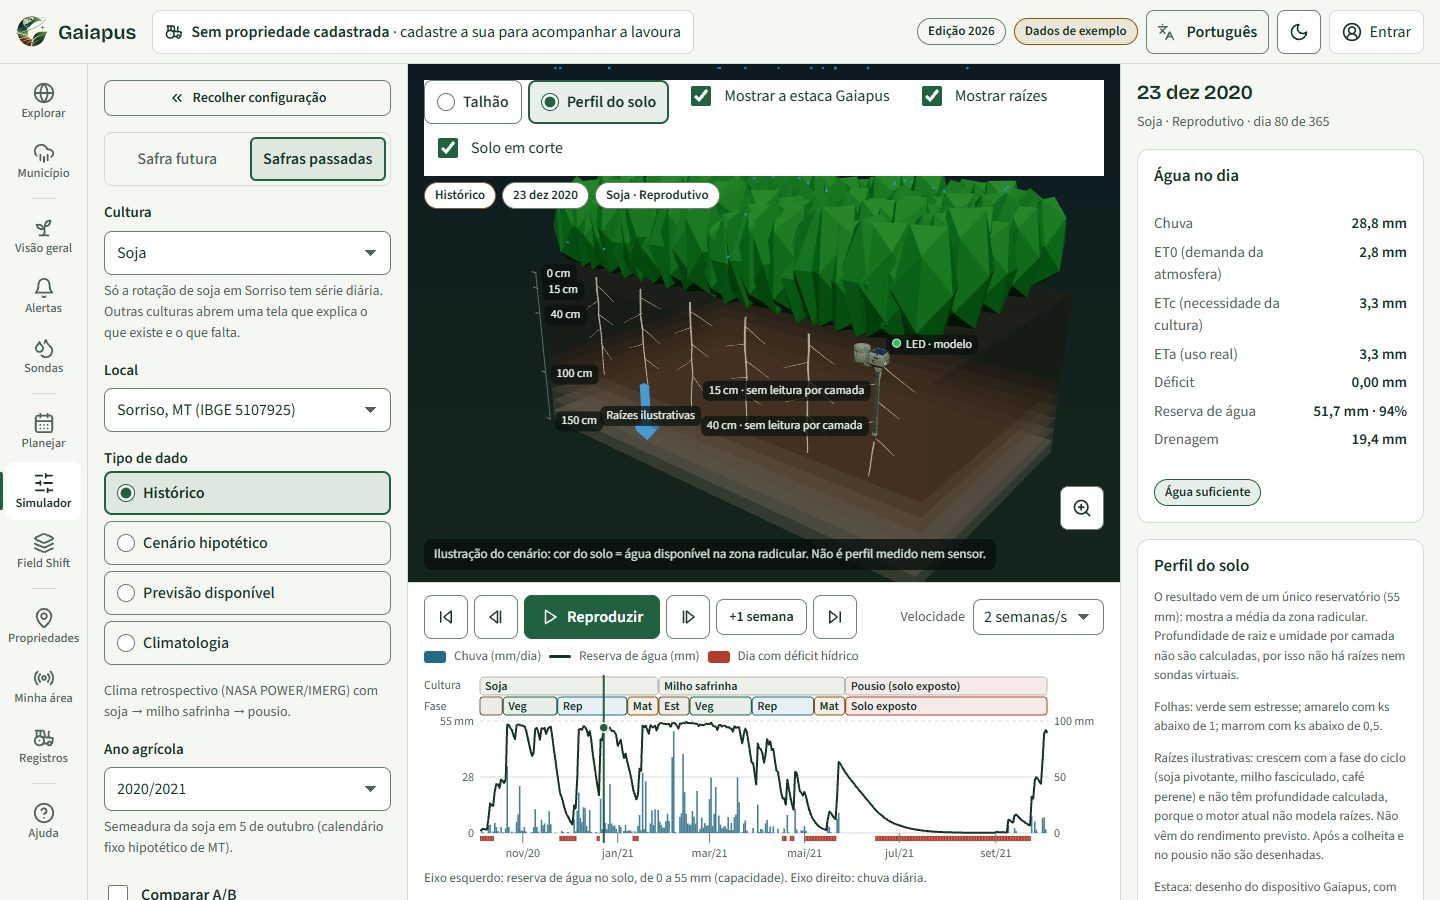 Gaiapus
Sem propriedade cadastrada · cadastre a sua para acompanhar a lavoura
Edição 2026
Dados de exemplo
Português
Entrar
Explorar
Município
Visão geral
Alertas
Sondas
Planejar
Simulador
Field Shift
Propriedades
Minha área
Registros
Ajuda
Recolher configuração
Safra futura
Safras passadas
Cultura
Soja
Só a rotação de soja em Sorriso tem série diária.
Outras culturas abrem uma tela que explica o
que existe e o que falta.
Local
Sorriso, MT (IBGE 5107925)
Tipo de dado
Histórico
Cenário hipotético
Previsão disponível
Climatologia
Clima retrospectivo (NASA POWER/IMERG) com
soja → milho safrinha → pousio.
Ano agrícola
2020/2021
Semeadura da soja em 5 de outubro (calendário
fixo hipotético de MT).
Comparar A/B
Talhão
Perfil do solo
Mostrar a estaca Gaiapus
Mostrar raízes
Solo em corte
Histórico
23 dez 2020
Soja · Reprodutivo
0 cm
15 cm
40 cm
100 cm
150 cm
LED · modelo
15 cm · sem leitura por camada
Raízes ilustrativas
40 cm · sem leitura por camada
Ilustração do cenário: cor do solo = água disponível na zona radicular. Não é perfil medido nem sensor.
Reproduzir
+1 semana
Velocidade
2 semanas/s
Chuva (mm/dia)
Reserva de água (mm)
Dia com déficit hídrico
Cultura
Soja
Milho safrinha
Pousio (solo exposto)
Fase
Veg
Rep
Mat
Est
Veg
Rep
Mat
Solo exposto
55 mm
100 mm
28
50
0
0
nov/20
jan/21
mar/21
mai/21
jul/21
set/21
Eixo esquerdo: reserva de água no solo, de 0 a 55 mm (capacidade). Eixo direito: chuva diária.
23 dez 2020
Soja · Reprodutivo · dia 80 de 365
Água no dia
Chuva 28,8 mm
ET0 (demanda da atmosfera) 2,8 mm
ETc (necessidade da cultura) 3,3 mm
ETa (uso real) 3,3 mm
Déficit 0,00 mm
Reserva de água 51,7 mm · 94%
Drenagem 19,4 mm
Água suficiente
Perfil do solo
O resultado vem de um único reservatório (55
mm): mostra a média da zona radicular.
Profundidade de raiz e umidade por camada
não são calculadas, por isso não há raízes nem
sondas virtuais.
Folhas: verde sem estresse; amarelo com ks
abaixo de 1; marrom com ks abaixo de 0,5.
Raízes ilustrativas: crescem com a fase do ciclo
(soja pivotante, milho fasciculado, café
perene) e não têm profundidade calculada,
porque o motor atual não modela raízes. Não
vêm do rendimento previsto. Após a colheita e
no pousio não são desenhadas.
Estaca: desenho do dispositivo Gaiapus, com